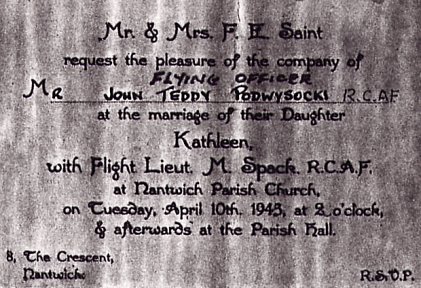 Mr. & Mrs. F. E. Saint
request the pleasure of the company of
FLYING OFFICER
MR JOHN TEDDY PODWYSOCKI R.C.A.F
at the marriage of their Daughter
Kathleen,
with Flight Lieut. M. Spack. R.C.A.F.
at Nantwich Parish Church,
on Tuesday, April 10th. 1945, at 2 o'clock,
& afterwards at the Parish Hall.
8, The Crescent,
Nantwich.
R.S.V.P.